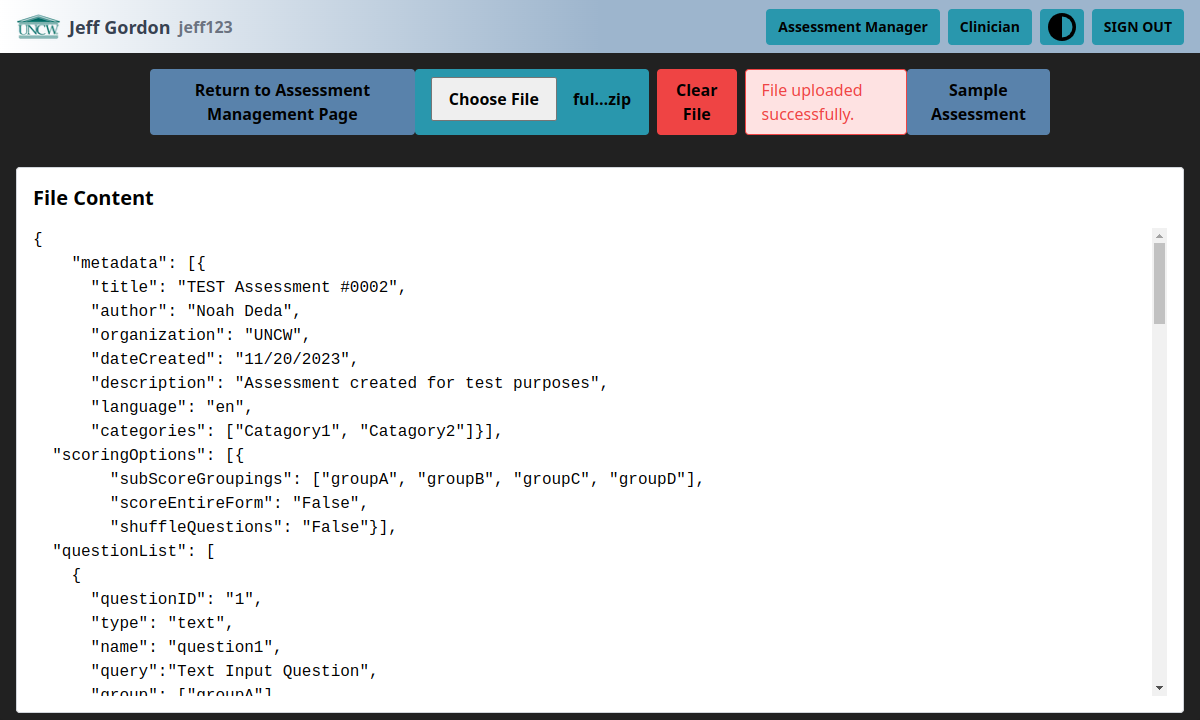 UNCW Jeff Gordon jeff123 Assessment Manager Clinician SIGN OUT
Return to Assessment
Management Page
Choose File ful...zip
Clear
File
File uploaded
successfully.
Sample
Assessment
File Content
{
    "metadata": [{
      "title": "TEST Assessment #0002",
      "author": "Noah Deda",
      "organization": "UNCW",
      "dateCreated": "11/20/2023",
      "description": "Assessment created for test purposes",
      "language": "en",
      "categories": ["Catagory1", "Catagory2"]}],
  "scoringOptions": [{
        "subScoreGroupings": ["groupA", "groupB", "groupC", "groupD"],
        "scoreEntireForm": "False",
        "shuffleQuestions": "False"}],
  "questionList": [
    {
      "questionID": "1",
      "type": "text",
      "name": "question1",
      "query":"Text Input Question",
      "group": ["groupA"]